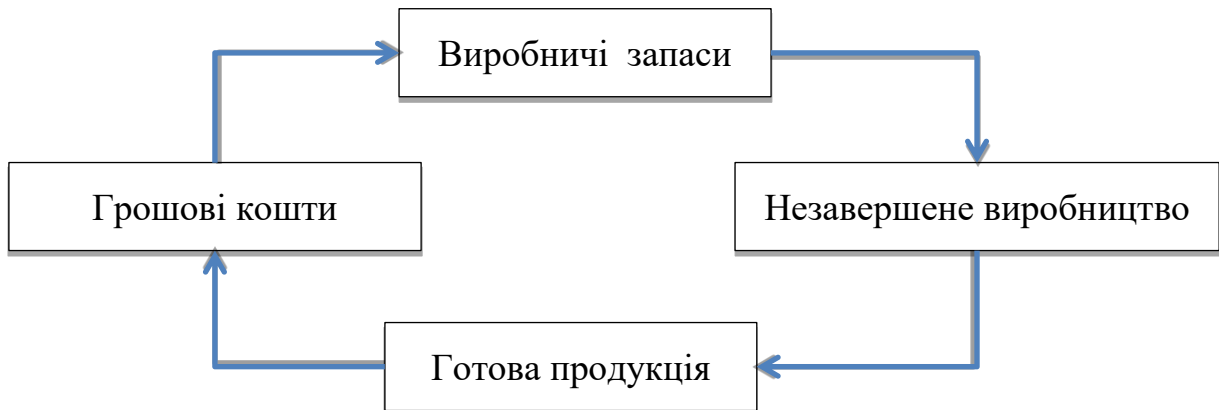 Виробничі запаси
Грошові кошти
Незавершене виробництво
Готова продукція